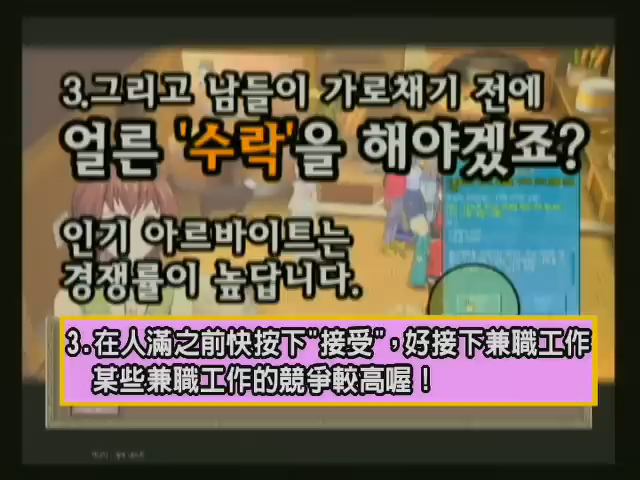 3.그리고 남들이 가로채기 전에
얼른 '수락'을 해야겠죠?
인기 아르바이트는
경쟁률이 높답니다.
3.在人滿之前快按下"接受"，好接下兼職工作
某些兼職工作的競爭較高喔！